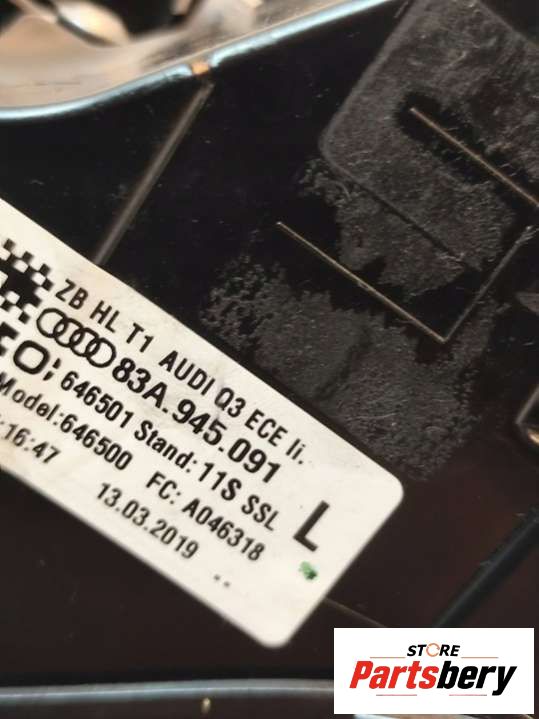 ZB HL T1 AUDI Q3 ECE li.
83A.945.091
646501 Stand: 11S SSL L
Model:646500 FC: A046318
16:47 13.03.2019 ..
STORE
Partsbery